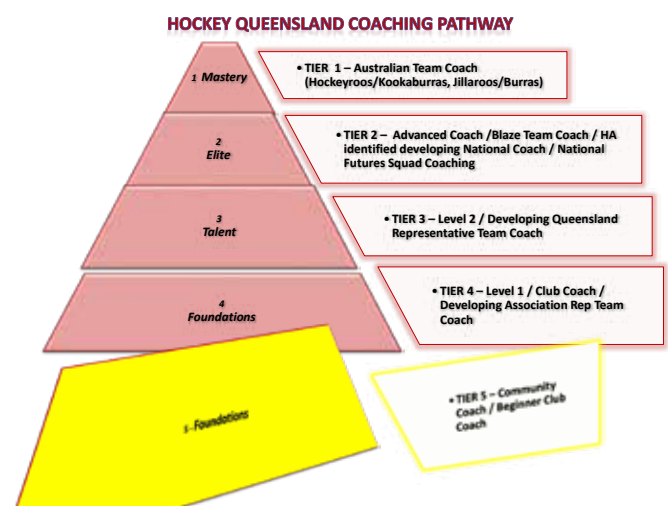 HOCKEY QUEENSLAND COACHING PATHWAY
1 Mastery
• TIER 1 – Australian Team Coach
(Hockeyroos/Kookaburras, Jillaroos/Burras)
2
Elite
• TIER 2 – Advanced Coach /Blaze Team Coach / HA
identified developing National Coach / National
Futures Squad Coaching
3
Talent
• TIER 3 – Level 2 / Developing Queensland
Representative Team Coach
4
Foundations
• TIER 4 – Level 1 / Club Coach /
Developing Association Rep Team
Coach
5 - Foundations
• TIER 5 – Community
Coach / Beginner Club
Coach